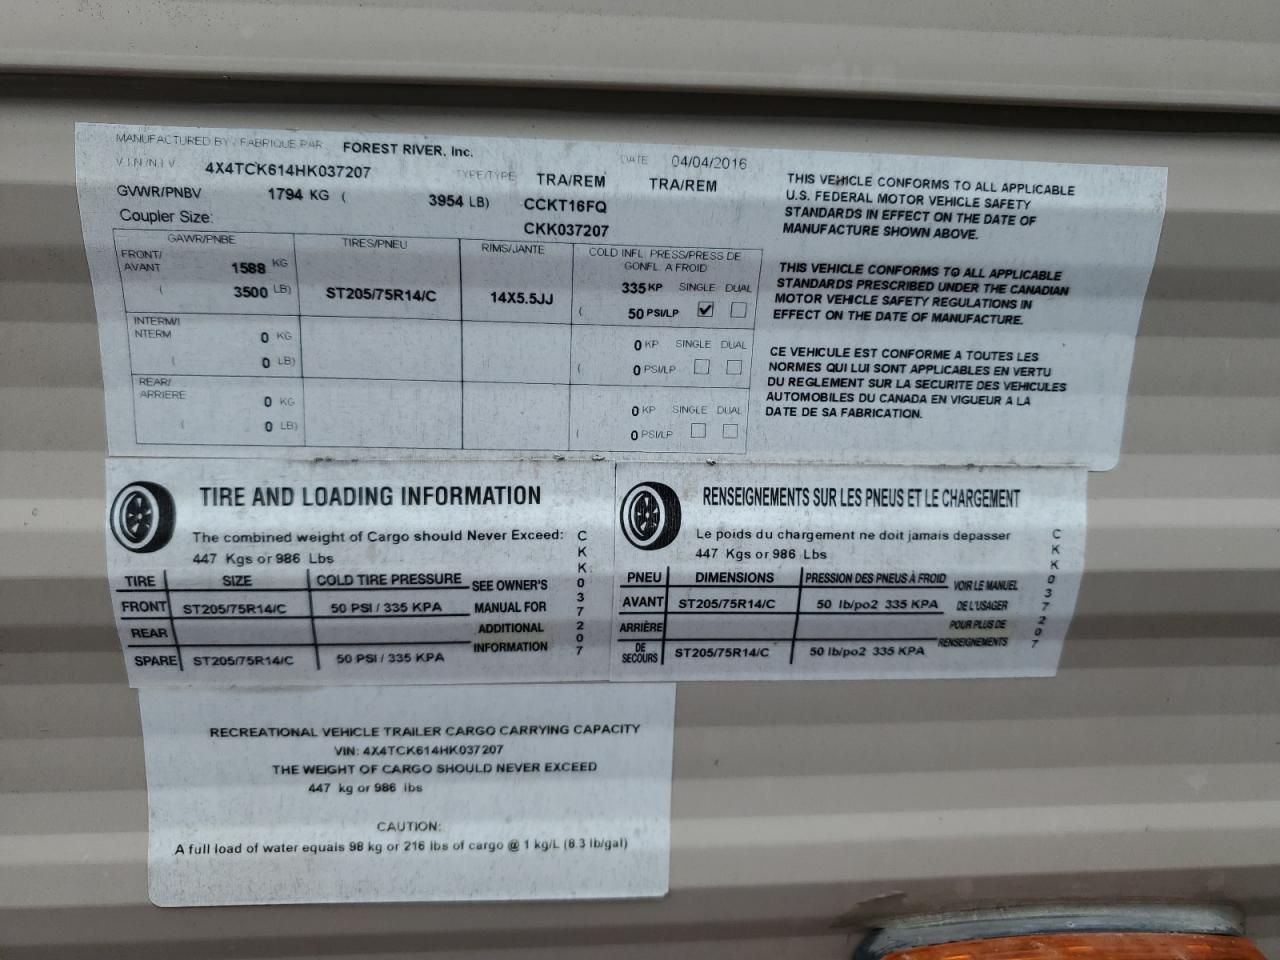 MANUFACTURED BY / FABRIQUE PAR FOREST RIVER, Inc. DATE 04/04/2016
V.I.N/N.I.V. 4X4TCK614HK037207 TYPE/TYPE TRA/REM TRA/REM
GVWR/PNBV 1794 KG ( 3954 LB) CCKT16FQ
Coupler Size: CKK037207
GAWR/PNBE TIRES/PNEU RIMS/JANTE COLD INFL. PRESS/PRESS DE
GONFL. A FROID
FRONT/
AVANT 1588 KG 335 KP SINGLE DUAL
( 3500 LB) ST205/75R14/C 14X5.5JJ ( 50 PSI/LP
INTERM/I
NTERM 0 KG 0 KP SINGLE DUAL
( 0 LB) ( 0 PSI/LP
REAR/
ARRIERE 0 KG 0 KP SINGLE DUAL
( 0 LB) ( 0 PSI/LP
THIS VEHICLE CONFORMS TO ALL APPLICABLE
U.S. FEDERAL MOTOR VEHICLE SAFETY
STANDARDS IN EFFECT ON THE DATE OF
MANUFACTURE SHOWN ABOVE.
THIS VEHICLE CONFORMS TO ALL APPLICABLE
STANDARDS PRESCRIBED UNDER THE CANADIAN
MOTOR VEHICLE SAFETY REGULATIONS IN
EFFECT ON THE DATE OF MANUFACTURE.
CE VEHICULE EST CONFORME A TOUTES LES
NORMES QUI LUI SONT APPLICABLES EN VERTU
DU REGLEMENT SUR LA SECURITE DES VEHICULES
AUTOMOBILES DU CANADA EN VIGUEUR A LA
DATE DE SA FABRICATION.
TIRE AND LOADING INFORMATION
The combined weight of Cargo should Never Exceed:
447 Kgs or 986 Lbs
TIRE SIZE COLD TIRE PRESSURE
FRONT ST205/75R14/C 50 PSI / 335 KPA
REAR
SPARE ST205/75R14/C 50 PSI / 335 KPA
SEE OWNER'S
MANUAL FOR
ADDITIONAL
INFORMATION
CKK037207
RENSEIGNEMENTS SUR LES PNEUS ET LE CHARGEMENT
Le poids du chargement ne doit jamais depasser
447 Kgs or 986 Lbs
PNEU DIMENSIONS PRESSION DES PNEUS À FROID
AVANT ST205/75R14/C 50 lb/po2 335 KPA
ARRIÈRE
DE
SECOURS ST205/75R14/C 50 lb/po2 335 KPA
VOIR LE MANUEL
DE L'USAGER
POUR PLUS DE
RENSEIGNEMENTS
CKK037207
RECREATIONAL VEHICLE TRAILER CARGO CARRYING CAPACITY
VIN: 4X4TCK614HK037207
THE WEIGHT OF CARGO SHOULD NEVER EXCEED
447 kg or 986 lbs
CAUTION:
A full load of water equals 98 kg or 216 lbs of cargo @ 1 kg/L (8.3 lb/gal)